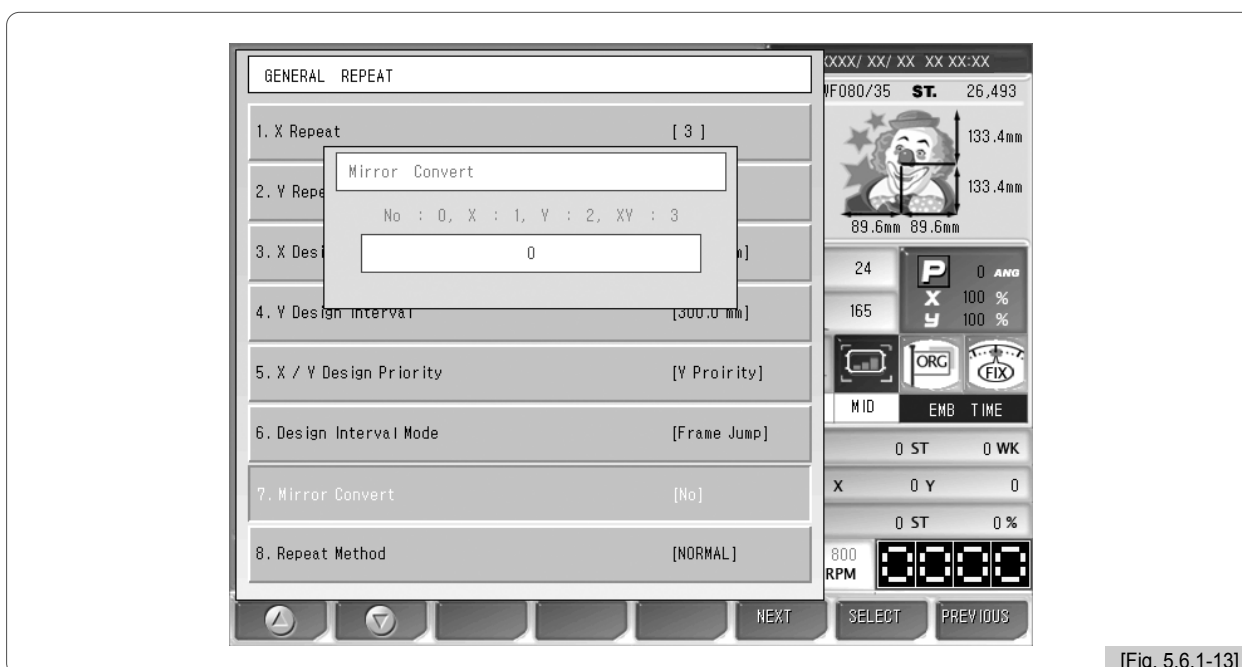 GENERAL REPEAT
1. X Repeat [ 3 ]
Mirror Convert
2. Y Repe
No : 0, X : 1, Y : 2, XY : 3
3. X Desi
0
4. Y Design Interval [300.0 mm]
5. X / Y Design Priority [Y Proirity]
6. Design Interval Mode [Frame Jump]
7. Mirror Convert [No]
8. Repeat Method [NORMAL]
XXX/ XX/ XX XX XX:XX
F080/35 ST. 26,493
133.4mm
133.4mm
89.6mm 89.6mm
24
P 0 ANG
X 100 %
165
Y 100 %
ORG
FIX
MID
EMB TIME
0 ST 0 WK
X 0 Y 0
0 ST 0 %
800
RPM
0000
NEXT SELECT PREVIOUS
[Fig. 5.6.1-13]